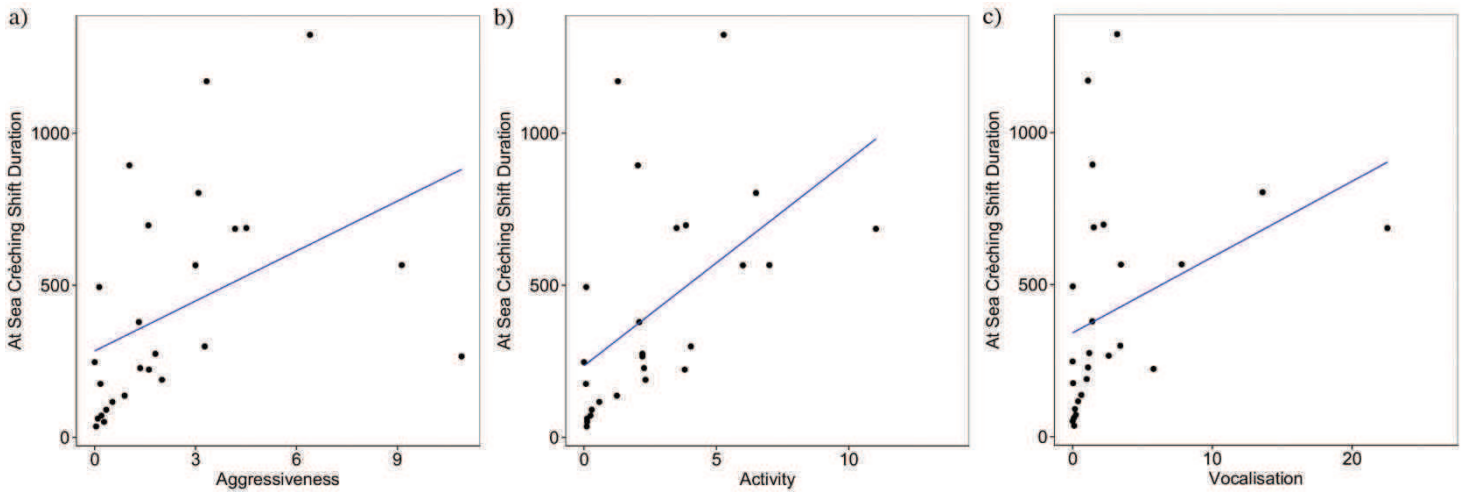 a)
At Sea Crèching Shift Duration
1000
500
0
0 3 6 9
Aggressiveness
b)
At Sea Crèching Shift Duration
1000
500
0
0 5 10
Activity
c)
At Sea Crèching Shift Duration
1000
500
0
0 10 20
Vocalisation